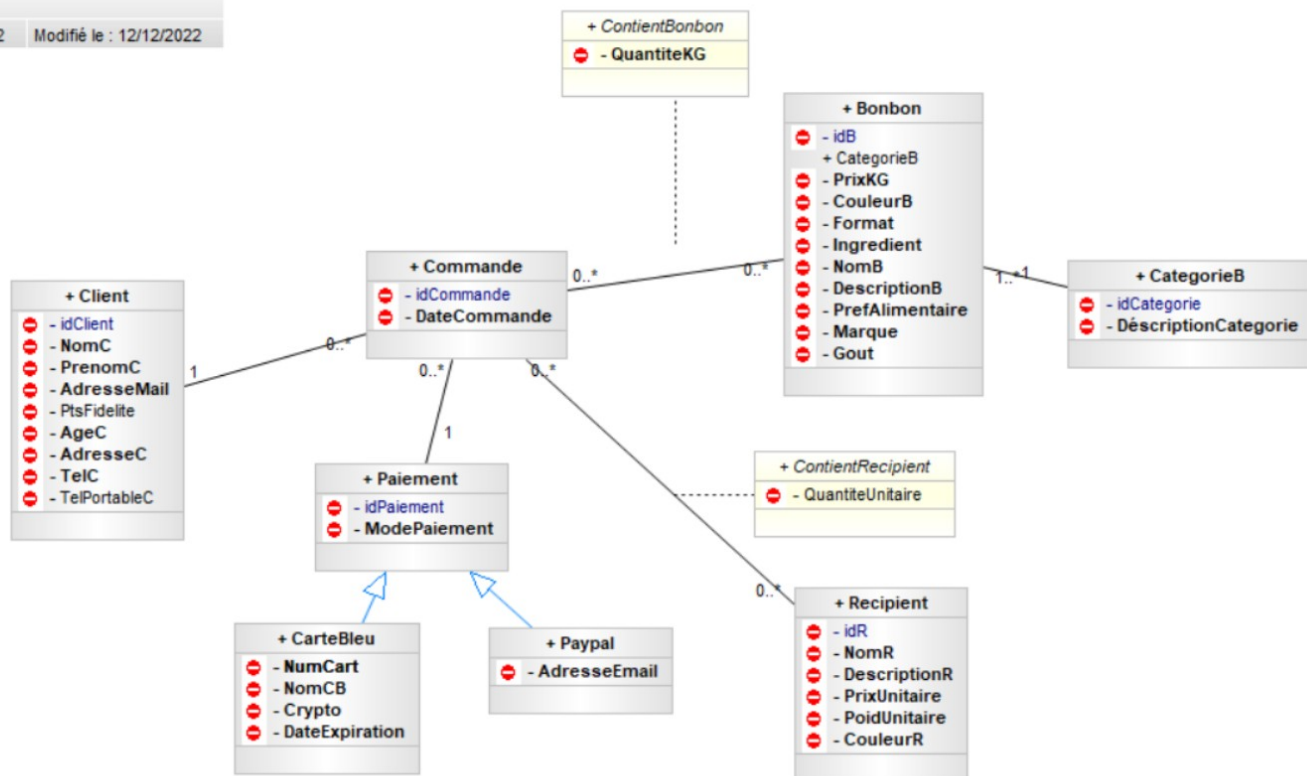 2 Modifié le : 12/12/2022
+ ContientBonbon
- QuantiteKG
+ Bonbon
- idB
+ CategorieB
- PrixKG
- CouleurB
- Format
- Ingredient
- NomB
- DescriptionB
- PrefAlimentaire
- Marque
- Gout
+ CategorieB
- idCategorie
- DéscriptionCategorie
1..*
1
+ Commande
- idCommande
- DateCommande
0..*
0..*
+ Client
- idClient
- NomC
- PrenomC
- AdresseMail
- PtsFidelite
- AgeC
- AdresseC
- TelC
- TelPortableC
1
0..*
0..*
0..*
1
+ Paiement
- idPaiement
- ModePaiement
+ ContientRecipient
- QuantiteUnitaire
0..*
+ CarteBleu
- NumCart
- NomCB
- Crypto
- DateExpiration
+ Paypal
- AdresseEmail
+ Recipient
- idR
- NomR
- DescriptionR
- PrixUnitaire
- PoidUnitaire
- CouleurR